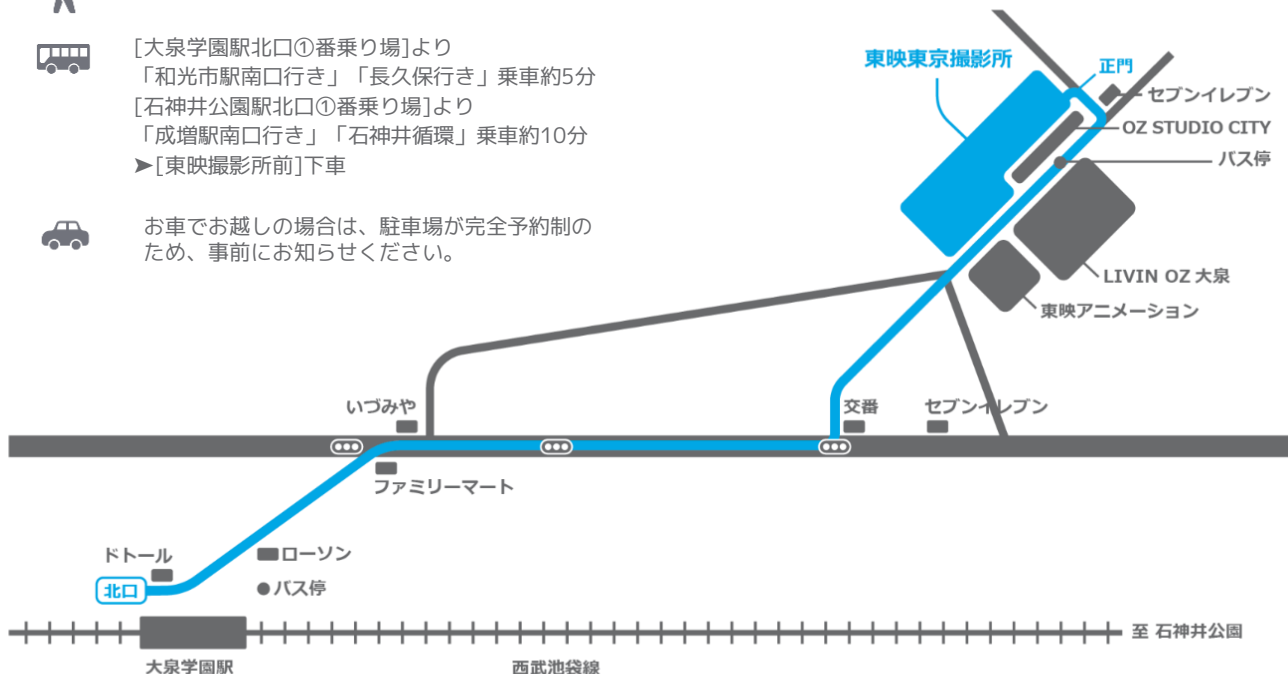 [大泉学園駅北口①番乗り場]より
「和光市駅南口行き」「長久保行き」乗車約5分
[石神井公園駅北口①番乗り場]より
「成増駅南口行き」「石神井循環」乗車約10分
➤[東映撮影所前]下車
お車でお越しの場合は、駐車場が完全予約制の
ため、事前にお知らせください。
東映東京撮影所
正門
セブンイレブン
OZ STUDIO CITY
バス停
LIVIN OZ 大泉
東映アニメーション
いづみや
交番
セブンイレブン
ファミリーマート
ドトール
ローソン
北口
バス停
至 石神井公園
大泉学園駅
西武池袋線